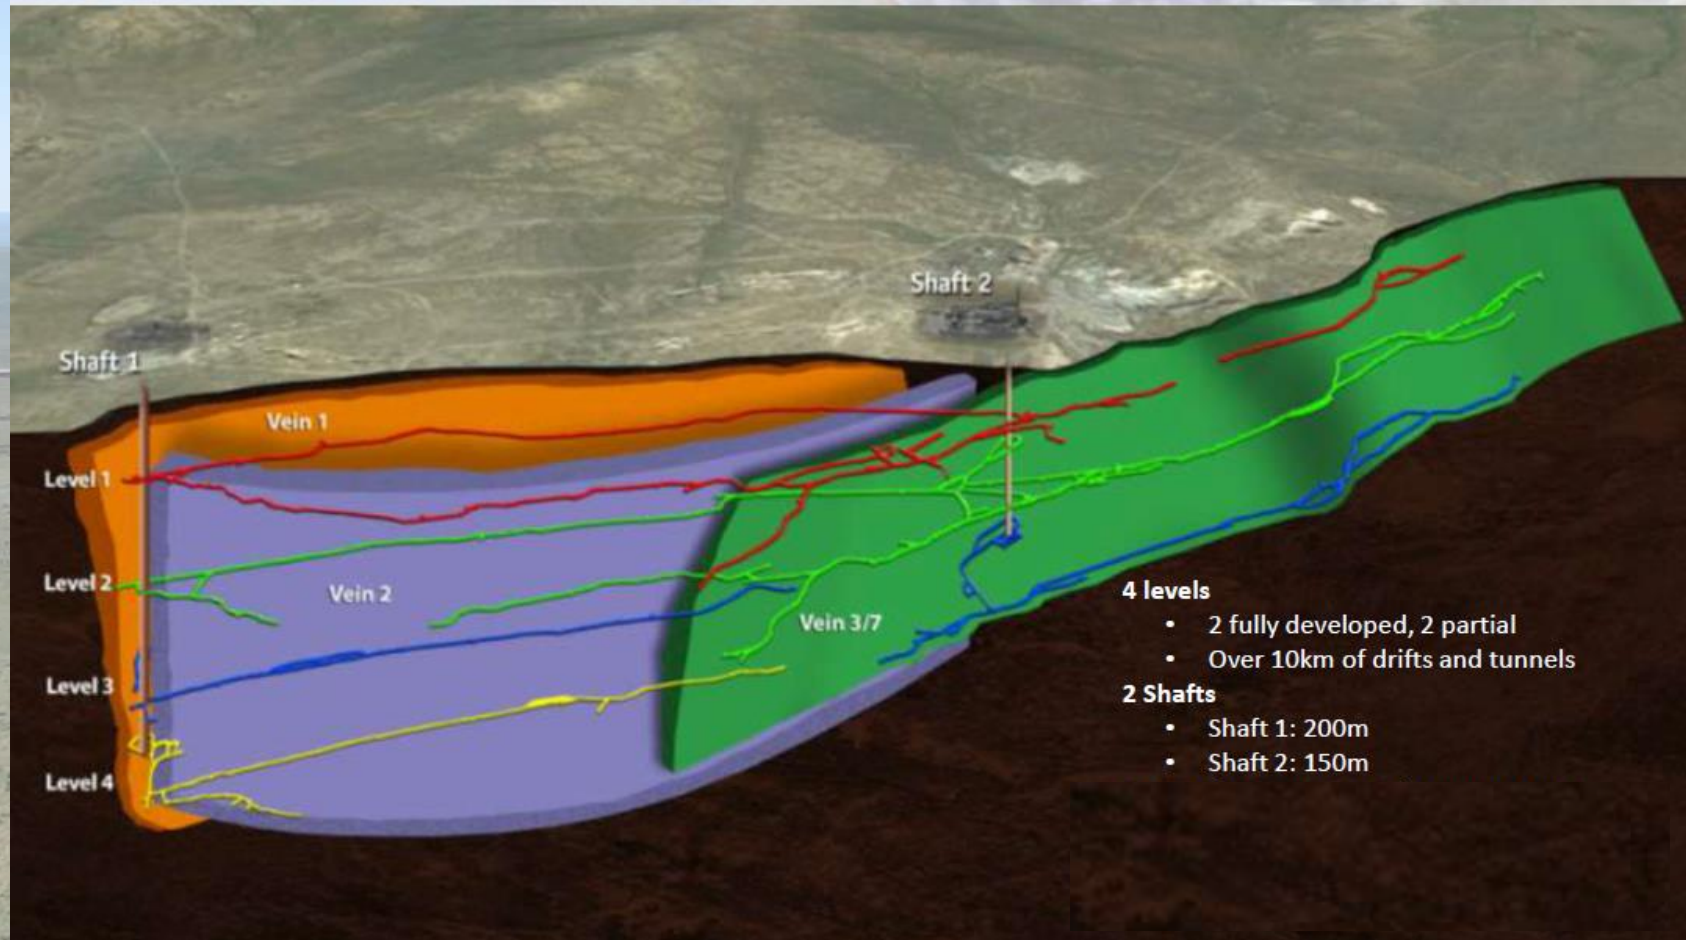 Shaft 2
Shaft 1
Vein 1
Level 1
Level 2
Vein 2
Vein 3/7
Level 3
Level 4
4 levels
• 2 fully developed, 2 partial
• Over 10km of drifts and tunnels
2 Shafts
• Shaft 1: 200m
• Shaft 2: 150m